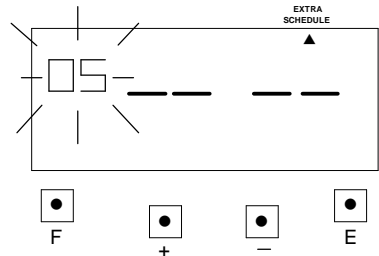 EXTRA
SCHEDULE
05 -- --
F + - E